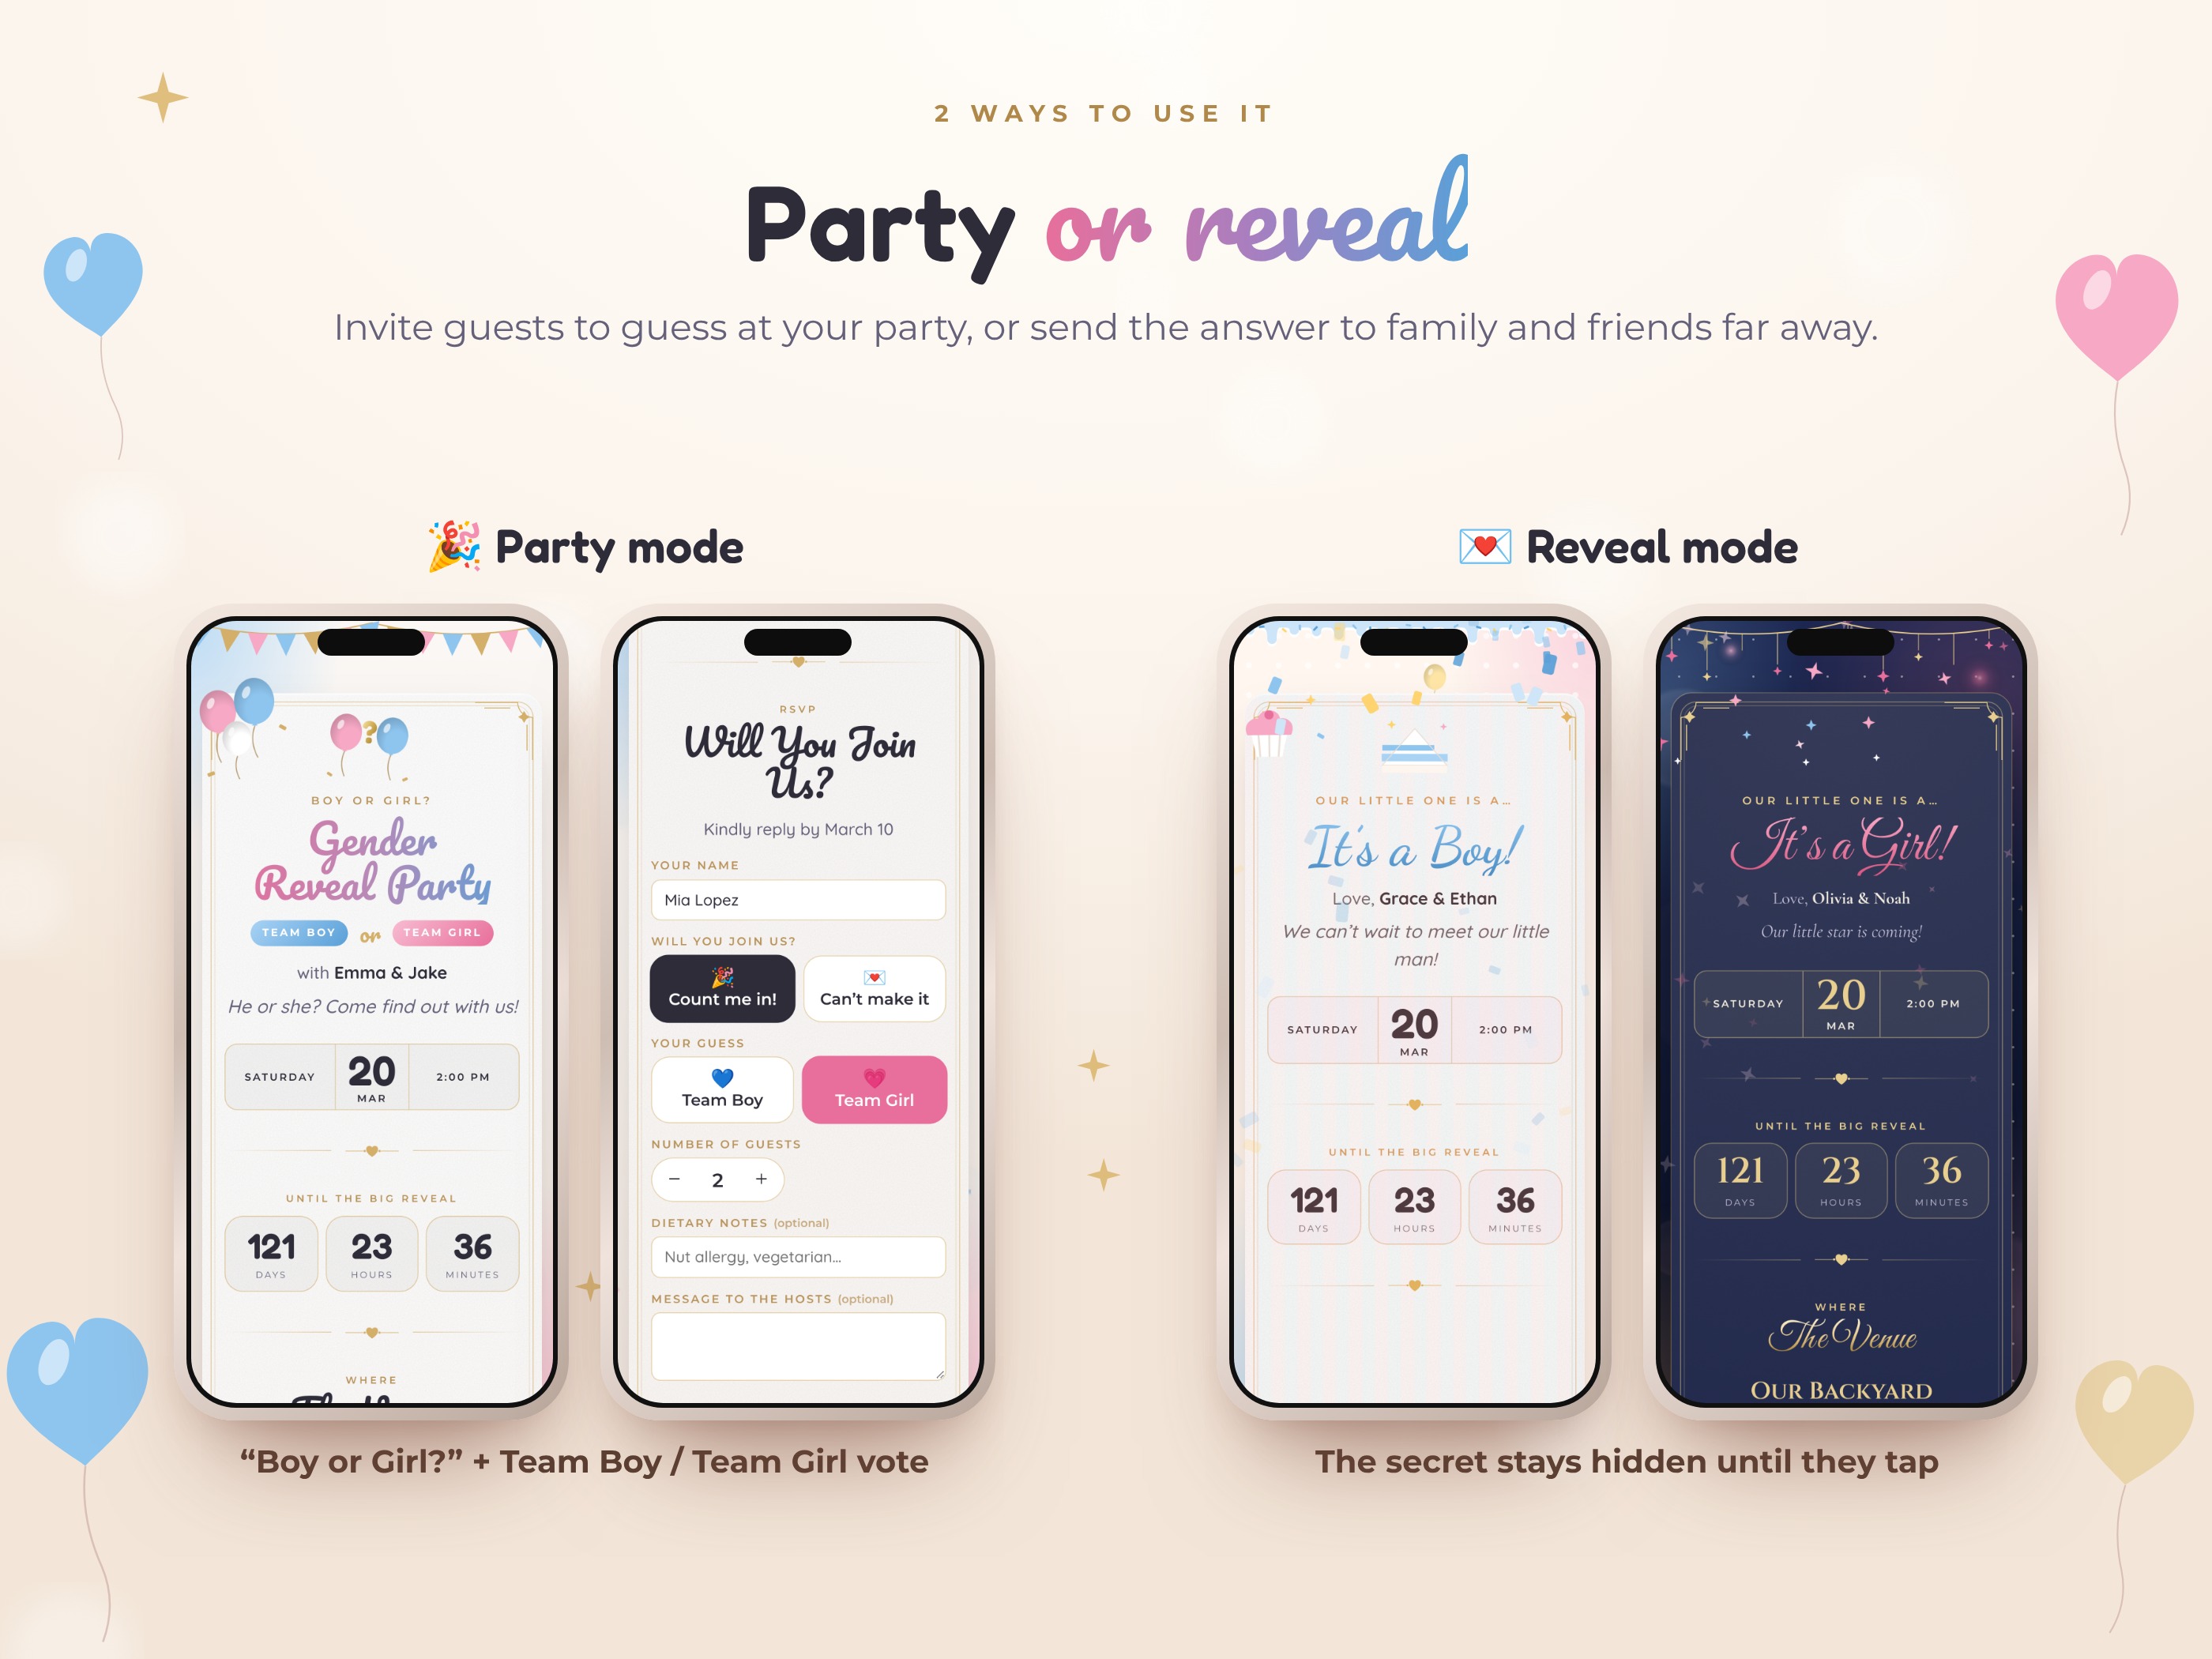 2 WAYS TO USE IT
Party or reveal
Invite guests to guess at your party, or send the answer to family and friends far away.
🎉 Party mode
BOY OR GIRL?
Gender
Reveal Party
TEAM BOY or TEAM GIRL
with Emma & Jake
He or she? Come find out with us!
SATURDAY 20 MAR 2:00 PM
UNTIL THE BIG REVEAL
121 DAYS 23 HOURS 36 MINUTES
WHERE
RSVP
Will You Join
Us?
Kindly reply by March 10
YOUR NAME
Mia Lopez
WILL YOU JOIN US?
🎉 Count me in! 💌 Can't make it
YOUR GUESS
💙 Team Boy 💗 Team Girl
NUMBER OF GUESTS
− 2 +
DIETARY NOTES (optional)
Nut allergy, vegetarian...
MESSAGE TO THE HOSTS (optional)
“Boy or Girl?” + Team Boy / Team Girl vote
💌 Reveal mode
OUR LITTLE ONE IS A...
It's a Boy!
Love, Grace & Ethan
We can't wait to meet our little
man!
SATURDAY 20 MAR 2:00 PM
UNTIL THE BIG REVEAL
121 DAYS 23 HOURS 36 MINUTES
OUR LITTLE ONE IS A...
It's a Girl!
Love, Olivia & Noah
Our little star is coming!
SATURDAY 20 MAR 2:00 PM
UNTIL THE BIG REVEAL
121 DAYS 23 HOURS 36 MINUTES
WHERE
The Venue
OUR BACKYARD
The secret stays hidden until they tap